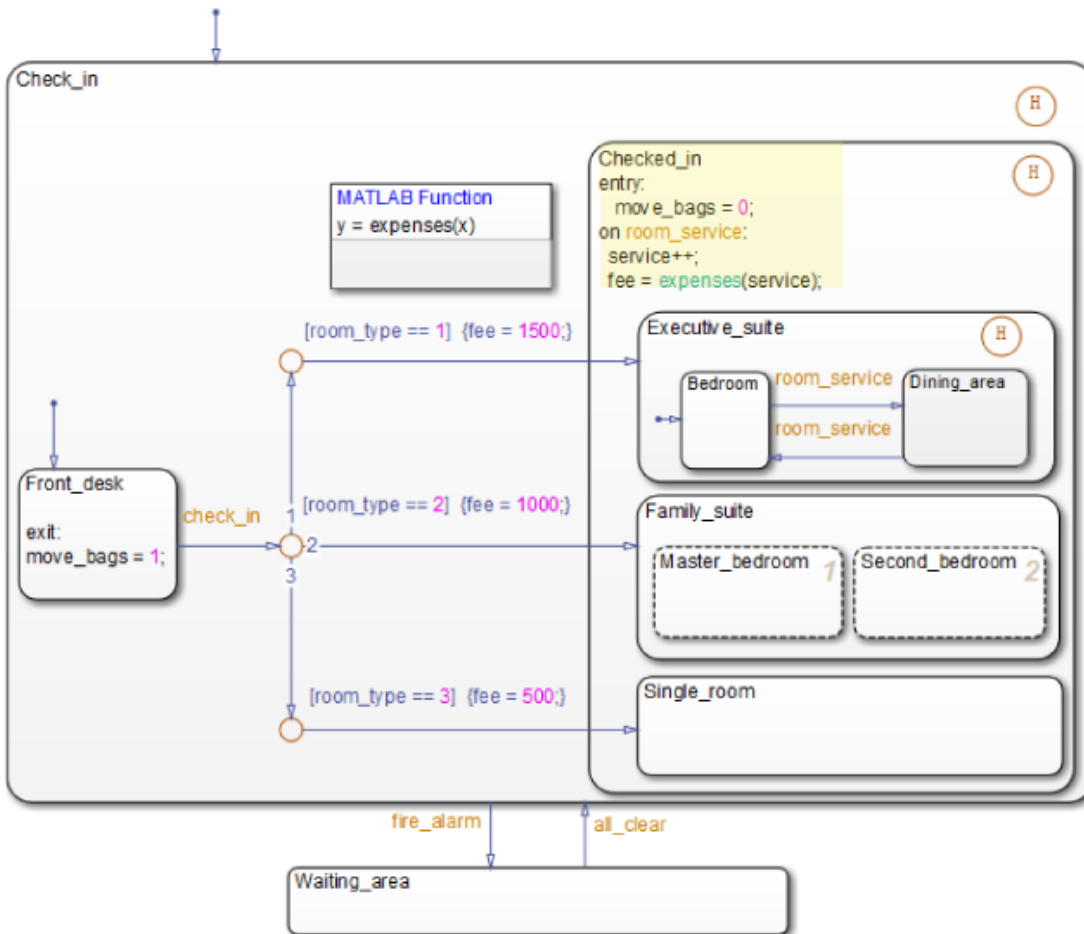 Check_in
H
Checked_in
entry:
move_bags = 0;
on room_service:
service++;
fee = expenses(service);
H
MATLAB Function
y = expenses(x)
[room_type == 1] {fee = 1500;}
Executive_suite
H
Bedroom
room_service
Dining_area
room_service
Front_desk
exit:
move_bags = 1;
check_in
1
2
3
[room_type == 2] {fee = 1000;}
Family_suite
Master_bedroom
1
Second_bedroom
2
[room_type == 3] {fee = 500;}
Single_room
fire_alarm
all_clear
Waiting_area